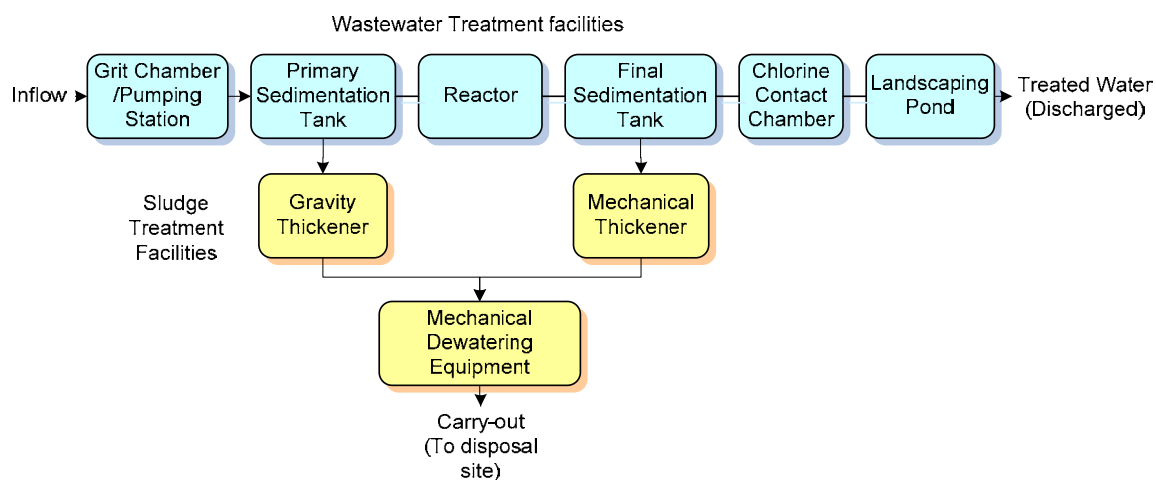 Wastewater Treatment facilities
Inflow
Grit Chamber
/Pumping
Station
Primary
Sedimentation
Tank
Reactor
Final
Sedimentation
Tank
Chlorine
Contact
Chamber
Landscaping
Pond
Treated Water
(Discharged)
Sludge
Treatment
Facilities
Gravity
Thickener
Mechanical
Thickener
Mechanical
Dewatering
Equipment
Carry-out
(To disposal
site)